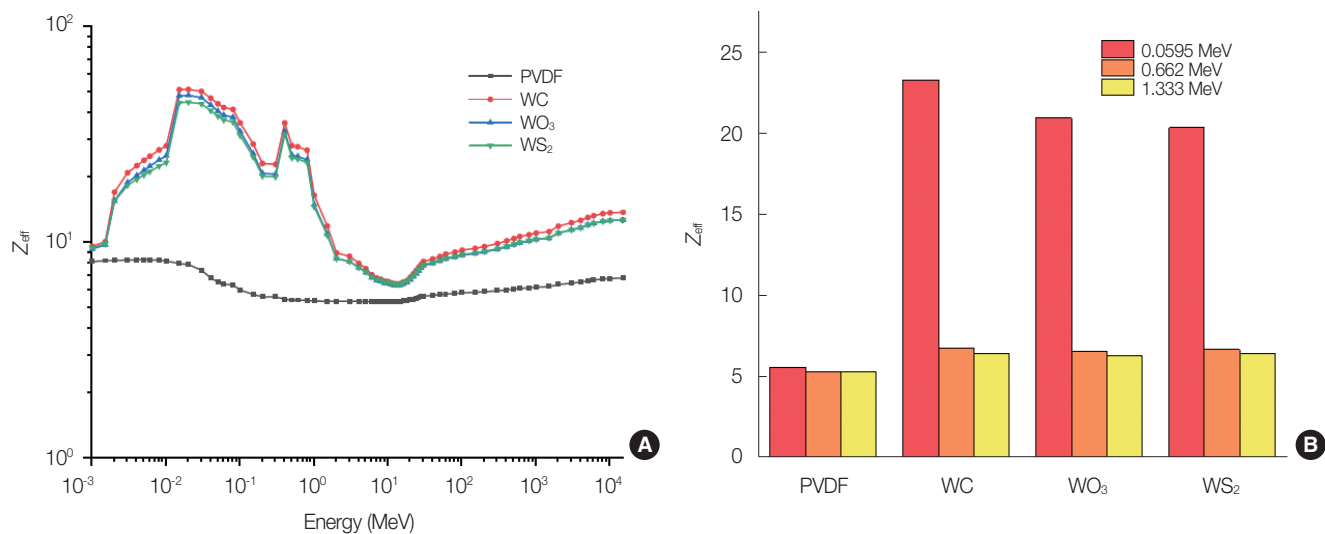 10²
10¹
10⁰
Z_eff
PVDF
WC
WO₃
WS₂
10⁻³ 10⁻² 10⁻¹ 10⁰ 10¹ 10² 10³ 10⁴
Energy (MeV)
A
25
20
15
10
5
0
Z_eff
0.0595 MeV
0.662 MeV
1.333 MeV
PVDF WC WO₃ WS₂
B